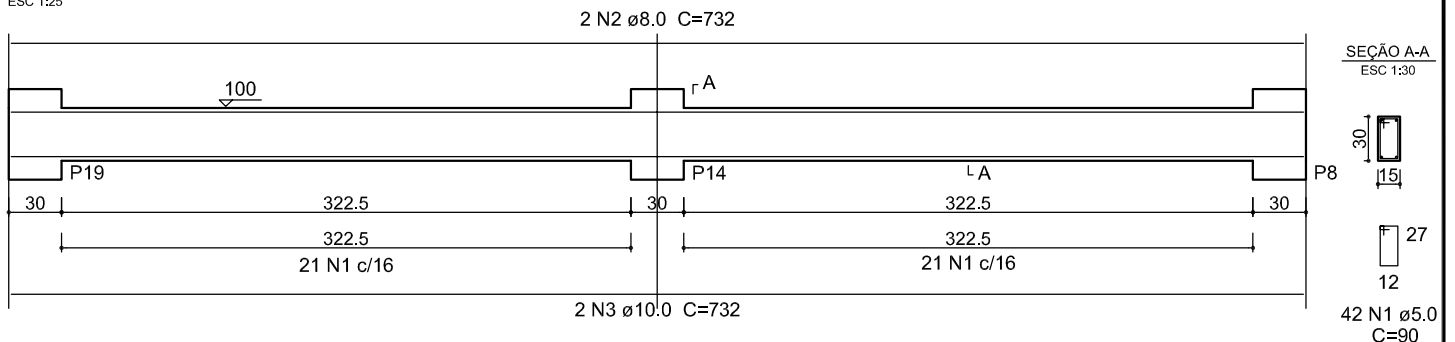 ESC 1:25
2 N2 ø8.0 C=732
SEÇÃO A-A
ESC 1:30
100
A
30
15
P19
P14
A
P8
30
322.5
30
322.5
30
322.5
21 N1 c/16
322.5
21 N1 c/16
27
12
2 N3 ø10.0 C=732
42 N1 ø5.0
C=90